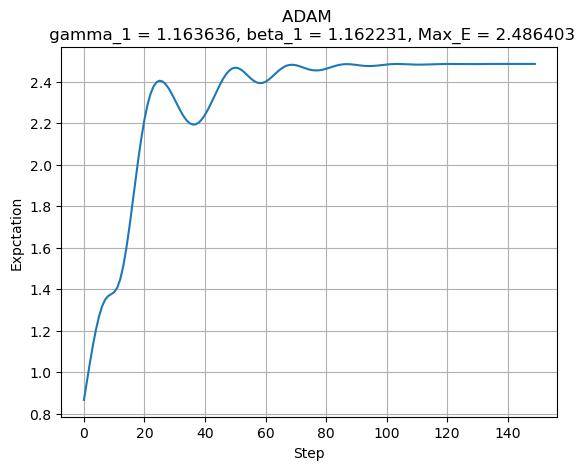 ADAM
gamma_1 = 1.163636, beta_1 = 1.162231, Max_E = 2.486403
2.4
2.2
2.0
1.8
1.6
1.4
1.2
1.0
0.8
Expctation
0 20 40 60 80 100 120 140
Step